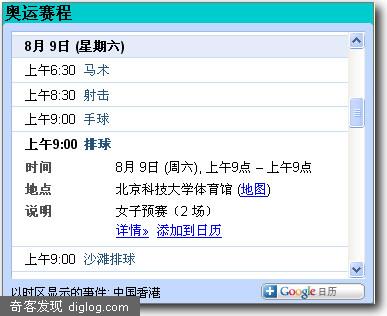 奥运赛程
8月 9日 (星期六)
上午6:30 马术
上午8:30 射击
上午9:00 手球
上午9:00 排球
时间 8月 9日 (周六), 上午9点 – 上午9点
地点 北京科技大学体育馆 (地图)
说明 女子预赛（2 场）
详情» 添加到日历
上午9:00 沙滩排球
以时区显示的事件: 中国香港
Google 日历
奇客发现 diglog.com